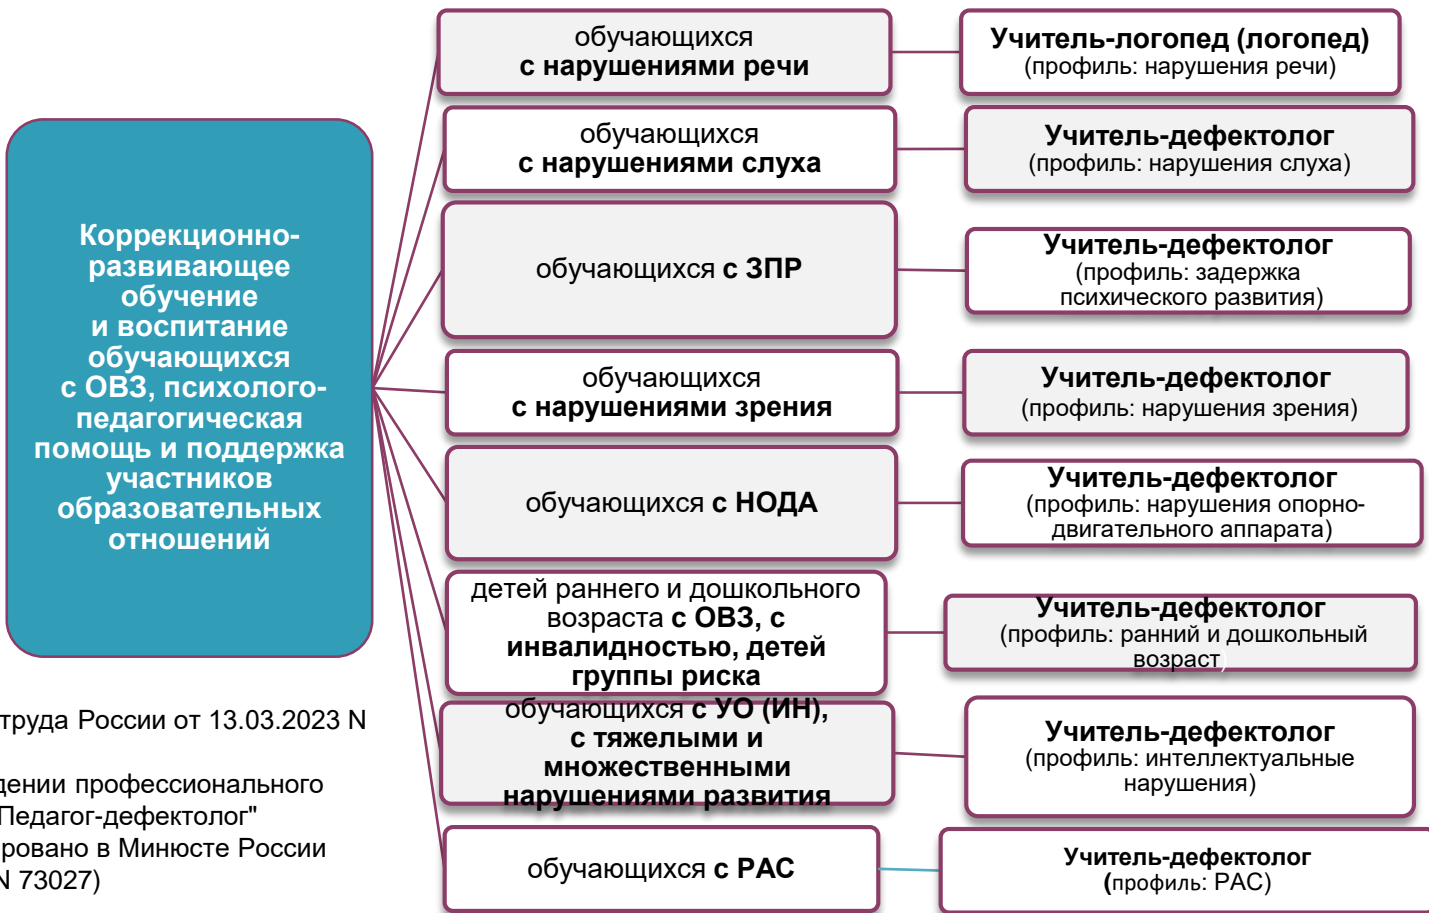 Коррекционно-
развивающее
обучение
и воспитание
обучающихся
с ОВЗ, психолого-
педагогическая
помощь и поддержка
участников
образовательных
отношений
обучающихся
с нарушениями речи
Учитель-логопед (логопед)
(профиль: нарушения речи)
обучающихся
с нарушениями слуха
Учитель-дефектолог
(профиль: нарушения слуха)
обучающихся с ЗПР
Учитель-дефектолог
(профиль: задержка
психического развития)
обучающихся
с нарушениями зрения
Учитель-дефектолог
(профиль: нарушения зрения)
обучающихся с НОДА
Учитель-дефектолог
(профиль: нарушения опорно-
двигательного аппарата)
детей раннего и дошкольного
возраста с ОВЗ, с
инвалидностью, детей
группы риска
Учитель-дефектолог
(профиль: ранний и дошкольный
возраст)
обучающихся с УО (ИН),
с тяжелыми и
множественными
нарушениями развития
Учитель-дефектолог
(профиль: интеллектуальные
нарушения)
обучающихся с РАС
Учитель-дефектолог
(профиль: РАС)
труда России от 13.03.2023 N
дении профессионального
Педагог-дефектолог"
ровано в Минюсте России
N 73027)